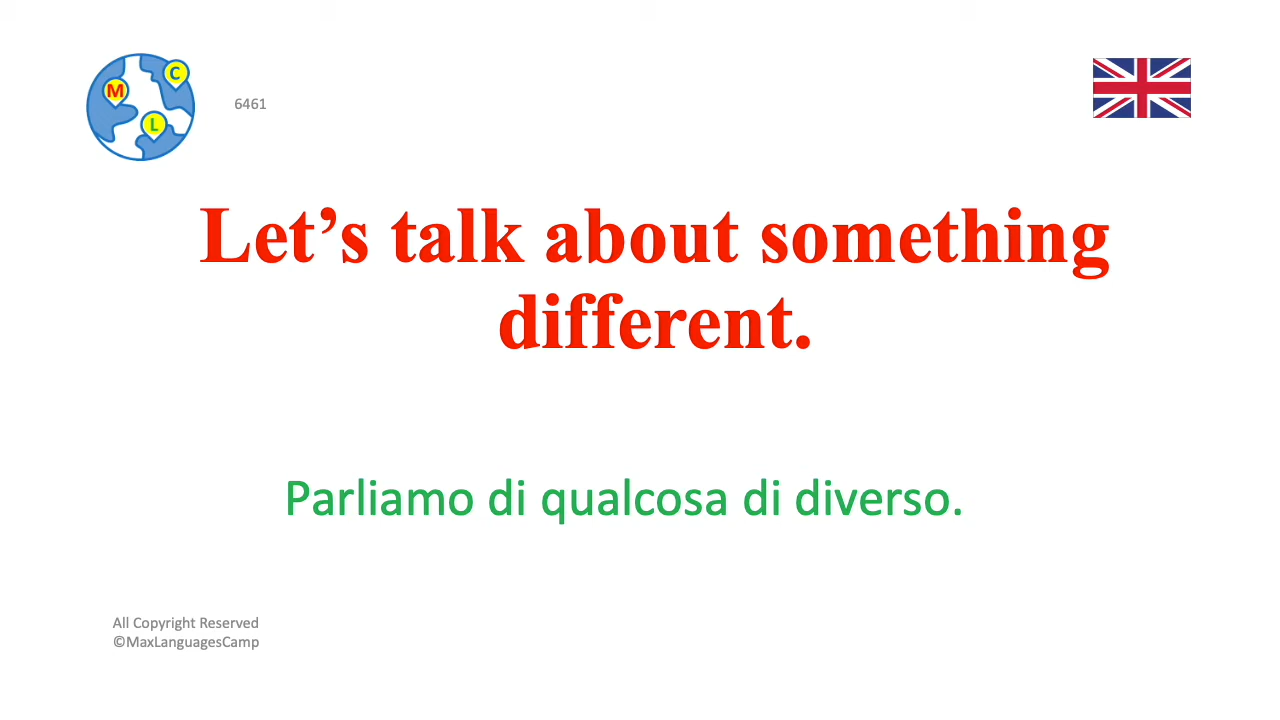 M
C
L
6461
Let’s talk about something
different.
Parliamo di qualcosa di diverso.
All Copyright Reserved
©MaxLanguagesCamp